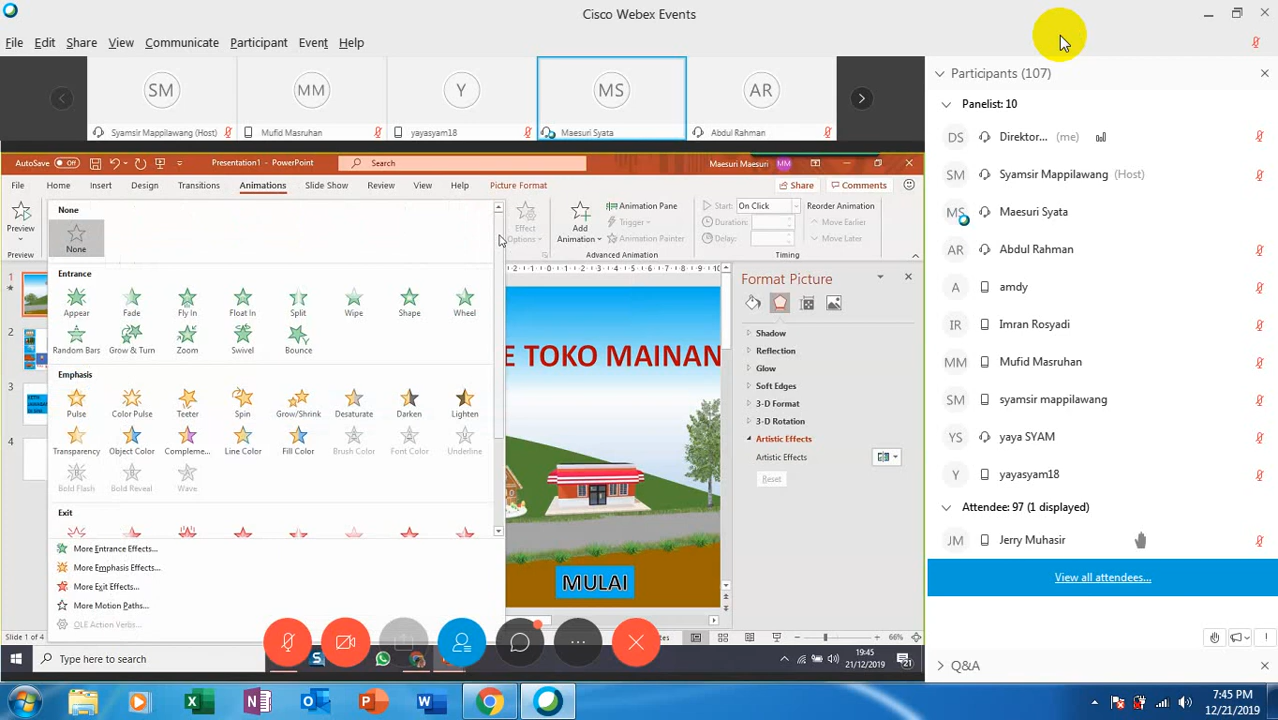 Cisco Webex Events
File Edit Share View Communicate Participant Event Help
SM MM Y MS AR
Syamsir Mappilawang (Host) Mufid Masruhan yayasyam18 Maesuri Syata Abdul Rahman
AutoSave Off Presentation1 - PowerPoint Search Maesuri Maesuri MM
File Home Insert Design Transitions Animations Slide Show Review View Help Picture Format Share Comments
Preview
None
None
Effect Options
Add Animation
Animation Pane
Trigger
Animation Painter
Advanced Animation
Start: On Click
Duration:
Delay:
Reorder Animation
Move Earlier
Move Later
Timing
Entrance
Appear Fade Fly In Float In Split Wipe Shape Wheel
Random Bars Grow & Turn Zoom Swivel Bounce
Emphasis
Pulse Color Pulse Teeter Spin Grow/Shrink Desaturate Darken Lighten
Transparency Object Color Compleme... Line Color Fill Color Brush Color Font Color Underline
Bold Flash Bold Reveal Wave
Exit
More Entrance Effects...
More Emphasis Effects...
More Exit Effects...
More Motion Paths...
OLE Action Verbs...
1
2
3
4
E TOKO MAINAN
MULAI
Format Picture
Shadow
Reflection
Glow
Soft Edges
3-D Format
3-D Rotation
Artistic Effects
Artistic Effects
Reset
Slide 1 of 4
66%
Type here to search
19:45
21/12/2019
21
Participants (107)
Panelist: 10
DS Direktor... (me)
SM Syamsir Mappilawang (Host)
MS Maesuri Syata
AR Abdul Rahman
A amdy
IR Imran Rosyadi
MM Mufid Masruhan
SM syamsir mappilawang
YS yaya SYAM
Y yayasyam18
Attendee: 97 (1 displayed)
JM Jerry Muhasir
View all attendees...
Q&A
7:45 PM
12/21/2019